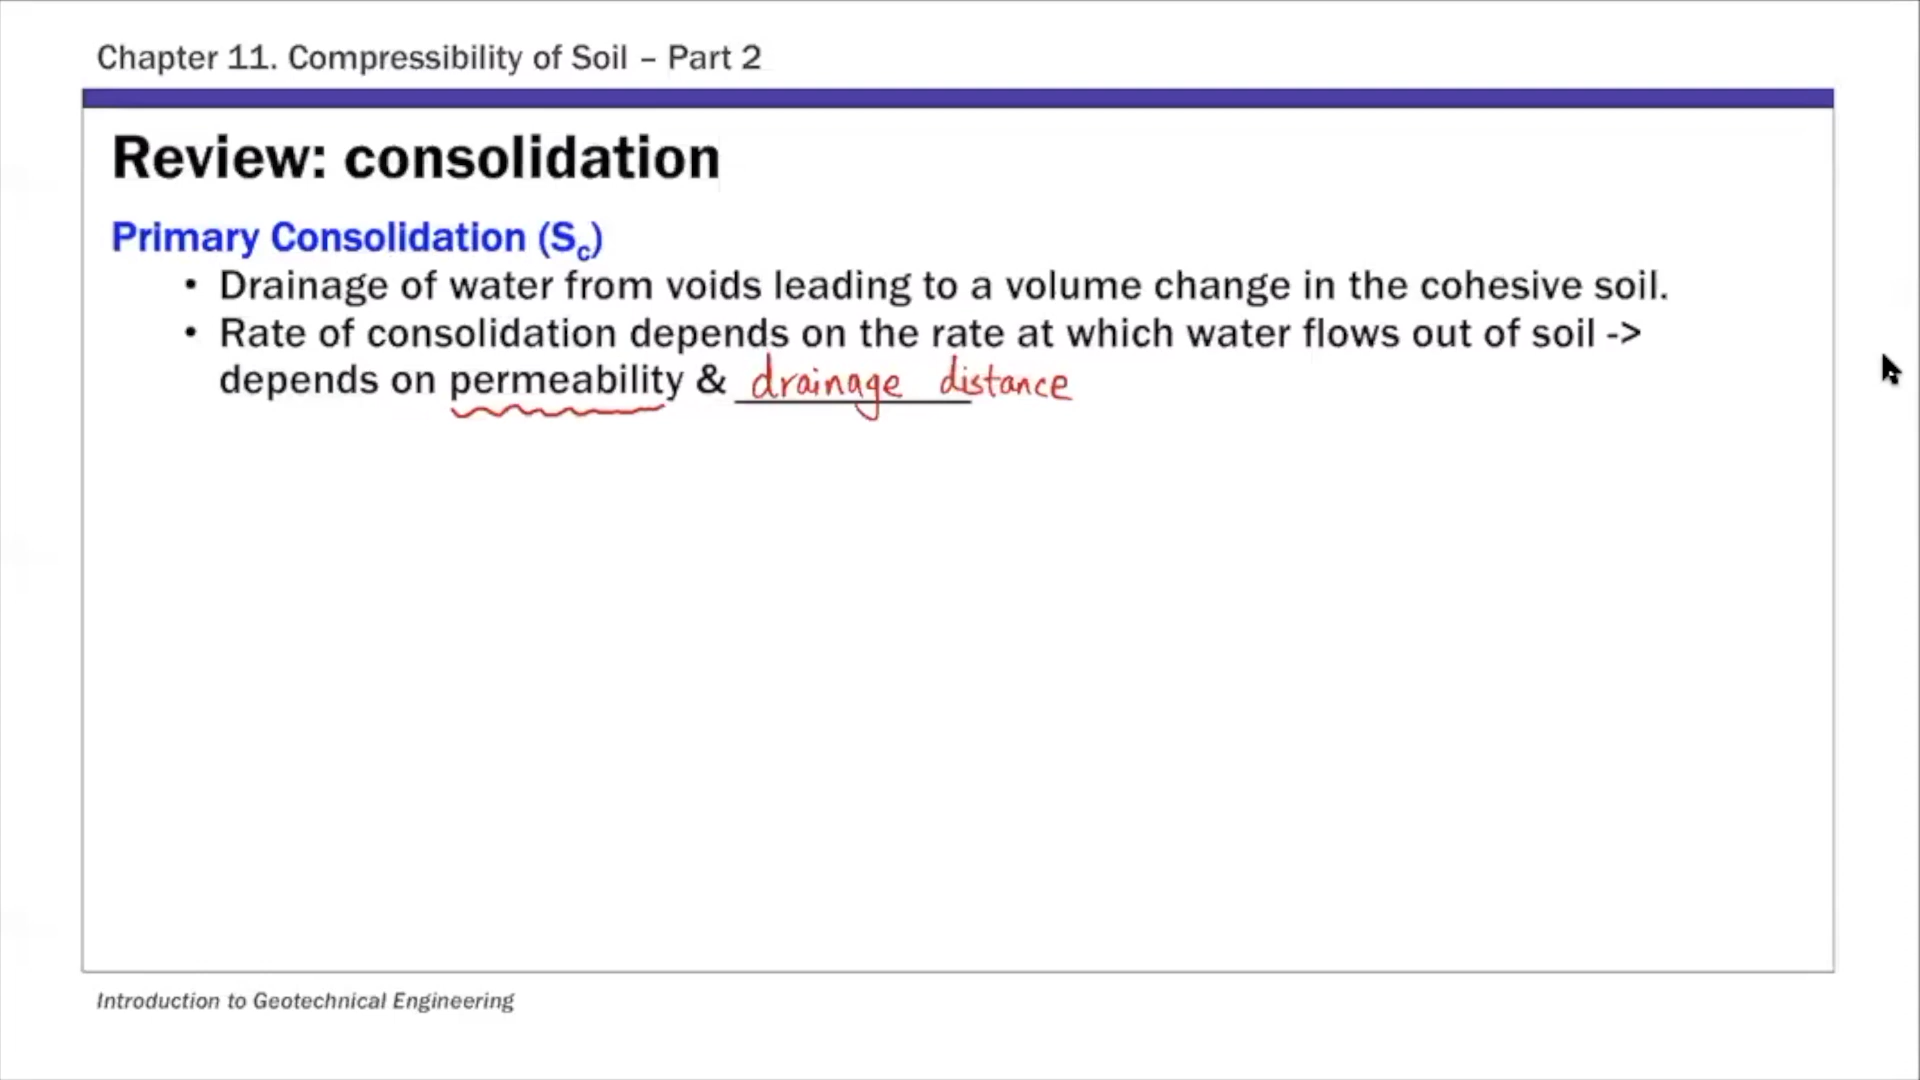 Chapter 11. Compressibility of Soil – Part 2
Review: consolidation
Primary Consolidation (Sc)
• Drainage of water from voids leading to a volume change in the cohesive soil.
• Rate of consolidation depends on the rate at which water flows out of soil ->
depends on permeability & drainage distance
Introduction to Geotechnical Engineering